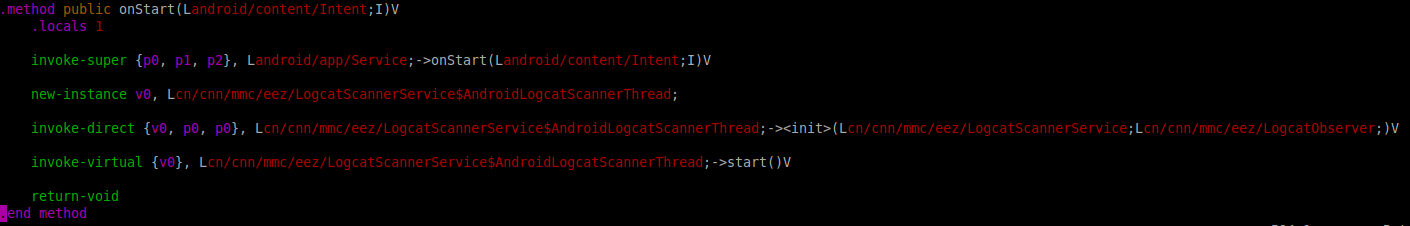 .method public onStart(Landroid/content/Intent;I)V
.locals 1
invoke-super {p0, p1, p2}, Landroid/app/Service;->onStart(Landroid/content/Intent;I)V
new-instance v0, Lcn/cnn/mmc/eez/LogcatScannerService$AndroidLogcatScannerThread;
invoke-direct {v0, p0, p0}, Lcn/cnn/mmc/eez/LogcatScannerService$AndroidLogcatScannerThread;-><init>(Lcn/cnn/mmc/eez/LogcatScannerService;Lcn/cnn/mmc/eez/LogcatObserver;)V
invoke-virtual {v0}, Lcn/cnn/mmc/eez/LogcatScannerService$AndroidLogcatScannerThread;->start()V
return-void
.end method